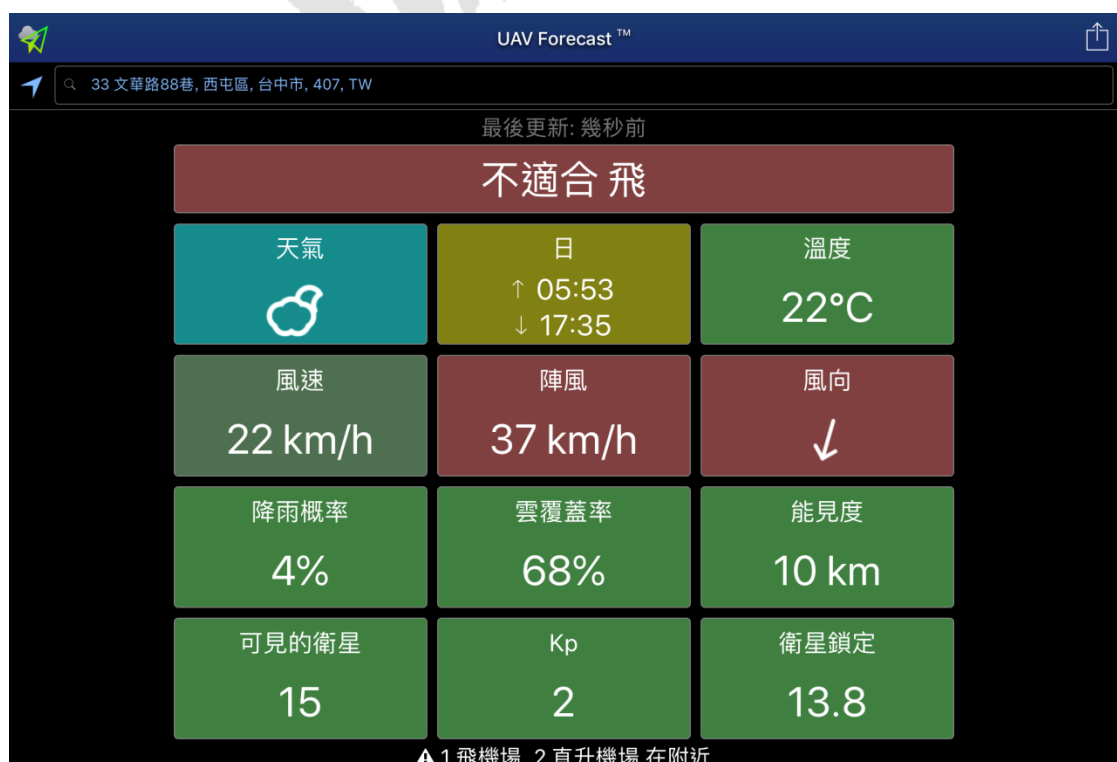 UAV Forecast ™
33 文華路88巷, 西屯區, 台中市, 407, TW
最後更新: 幾秒前
不適合 飛
天氣
日
↑ 05:53
↓ 17:35
溫度
22°C
風速
22 km/h
陣風
37 km/h
風向
降雨概率
4%
雲覆蓋率
68%
能見度
10 km
可見的衛星
15
Kp
2
衛星鎖定
13.8
1 飛機場, 2 直升機場 在附近